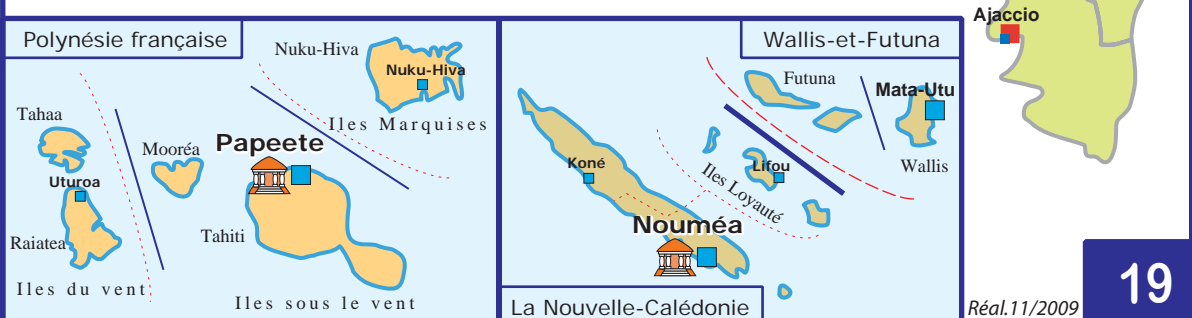 Ajaccio
Polynésie française
Nuku-Hiva
Nuku-Hiva
Iles Marquises
Tahaa
Mooréa
Papeete
Uturoa
Raiatea
Tahiti
Iles du vent
Iles sous le vent
Wallis-et-Futuna
Futuna
Mata-Utu
Wallis
Koné
Lifou
Iles Loyauté
Nouméa
La Nouvelle-Calédonie
Réal.11/2009
19